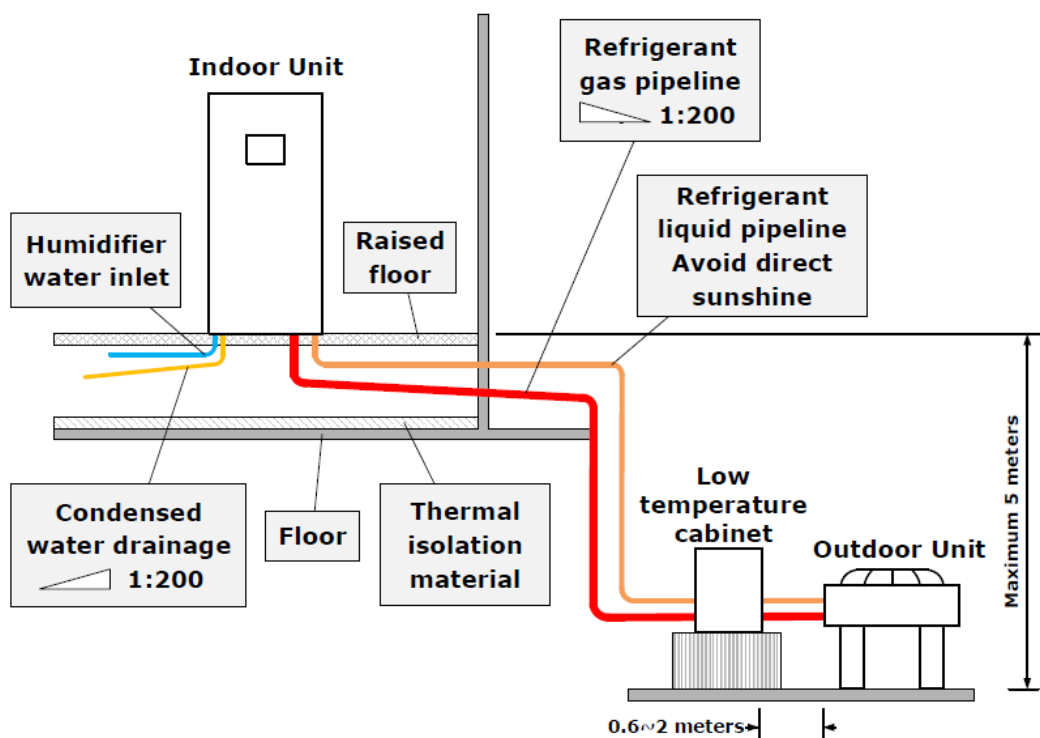 Indoor Unit
Refrigerant
gas pipeline
1:200
Refrigerant
liquid pipeline
Avoid direct
sunshine
Humidifier
water inlet
Raised
floor
Condensed
water drainage
1:200
Floor
Thermal
isolation
material
Low
temperature
cabinet
Outdoor Unit
Maximum 5 meters
0.6~2 meters